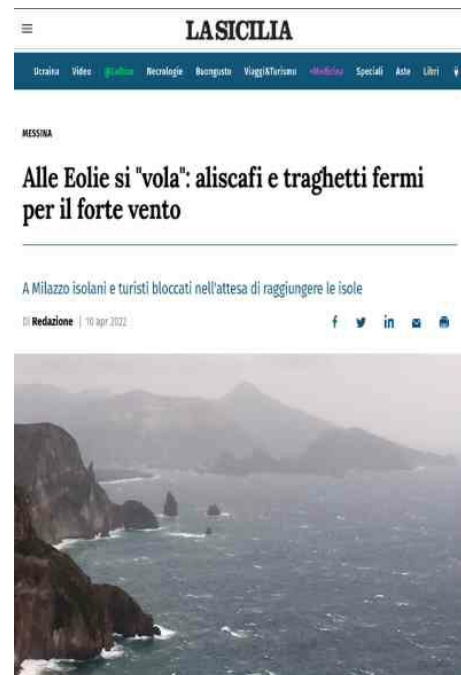 LA SICILIA
Ucraina Video @Ledicola Necrologie Buongusto Viaggi&Turismo +Medicina Speciali Aste Libri
MESSINA
Alle Eolie si "vola": aliscafi e traghetti fermi
per il forte vento
A Milazzo isolani e turisti bloccati nell'attesa di raggiungere le isole
Di Redazione | 10 apr 2022